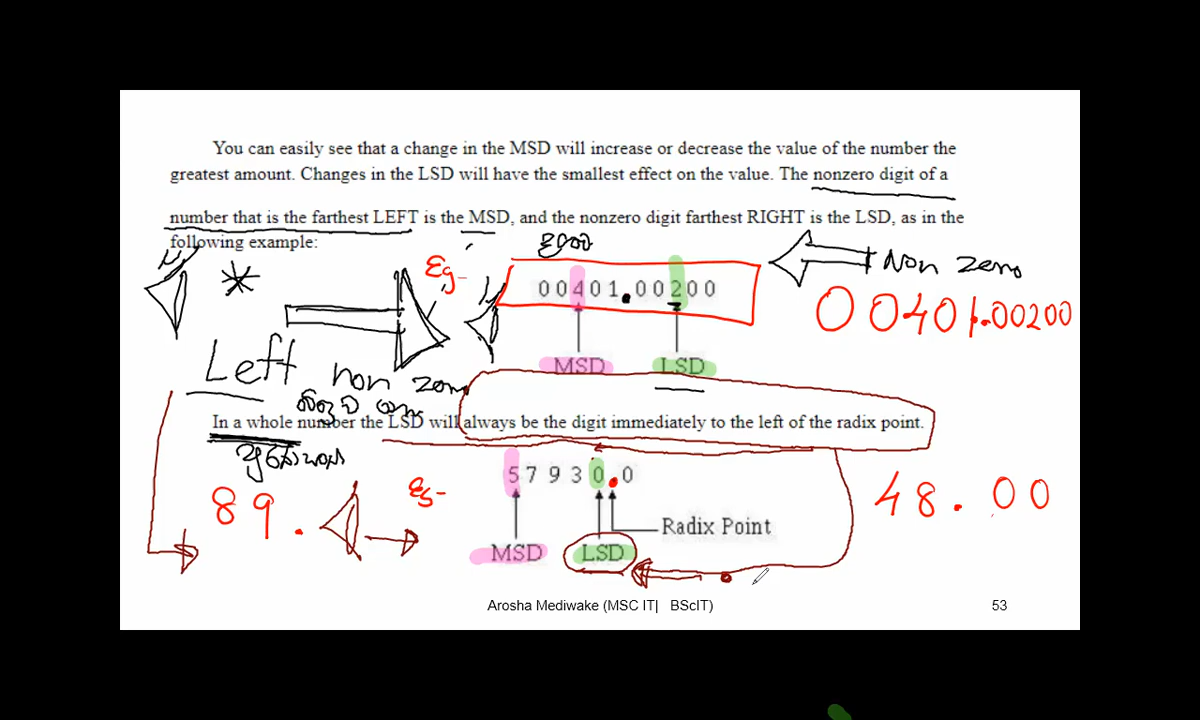 You can easily see that a change in the MSD will increase or decrease the value of the number the
greatest amount. Changes in the LSD will have the smallest effect on the value. The nonzero digit of a
number that is the farthest LEFT is the MSD, and the nonzero digit farthest RIGHT is the LSD, as in the
following example:
Eg-
00401.00200
Non zero
00401.00200
MSD LSD
Left non zero
In a whole number the LSD will always be the digit immediately to the left of the radix point.
89.
Eg-
57930.0
48.00
Radix Point
MSD LSD
Arosha Mediwake (MSC IT| BScIT) 53